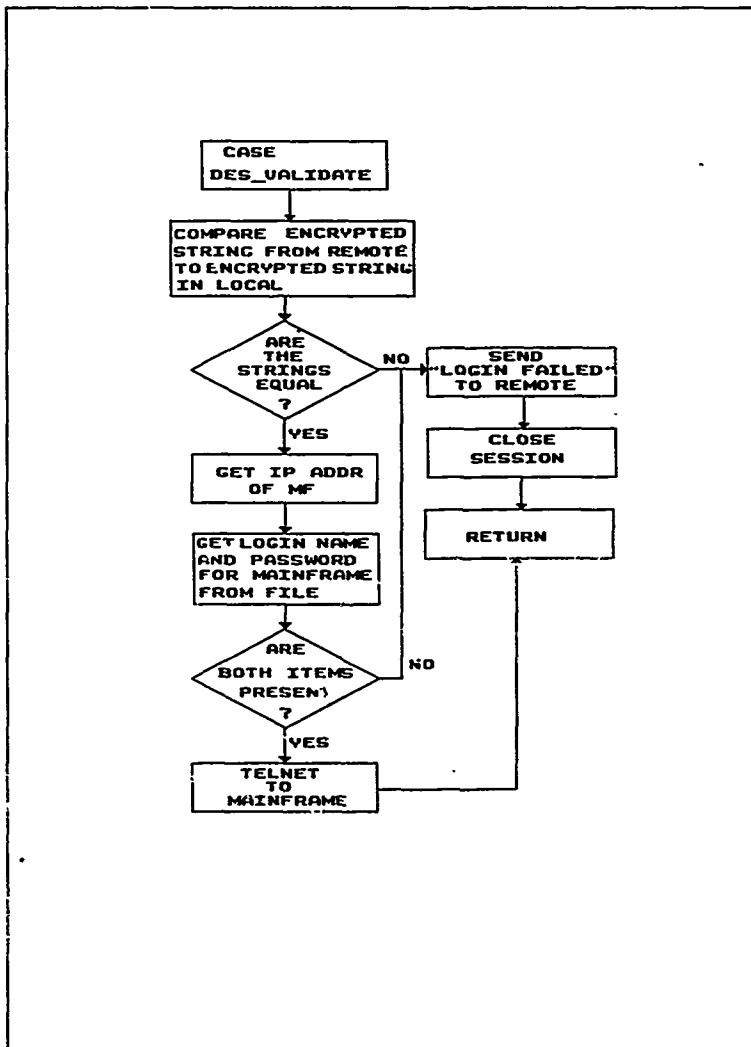 CASE
DES_VALIDATE
COMPARE ENCRYPTED
STRING FROM REMOTE
TO ENCRYPTED STRING
IN LOCAL
ARE
THE
STRINGS
EQUAL
?
NO
SEND
"LOGIN FAILED"
TO REMOTE
YES
CLOSE
SESSION
GET IP ADDR
OF MF
RETURN
GET LOGIN NAME
AND PASSWORD
FOR MAINFRAME
FROM FILE
ARE
BOTH ITEMS
PRESENT
?
NO
YES
TELNET
TO
MAINFRAME